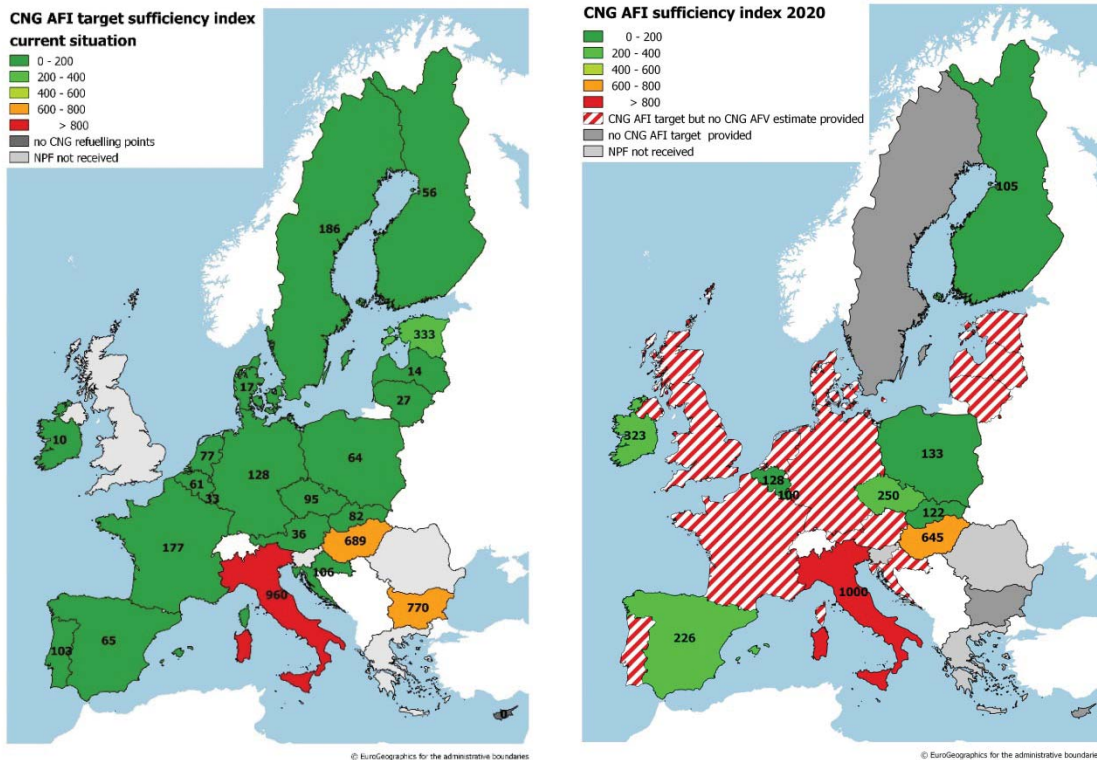 CNG AFI target sufficiency index
current situation
0 - 200
200 - 400
400 - 600
600 - 800
> 800
no CNG refuelling points
NPF not received
56
186
333
14
17
27
10
77
128
64
61
33
95
82
36
177
689
106
960
770
103
65
0
© EuroGeographics for the administrative boundaries
CNG AFI sufficiency index 2020
0 - 200
200 - 400
400 - 600
600 - 800
> 800
CNG AFI target but no CNG AFV estimate provided
no CNG AFI target provided
NPF not received
105
323
133
128
100
250
122
645
1000
226
© EuroGeographics for the administrative boundaries